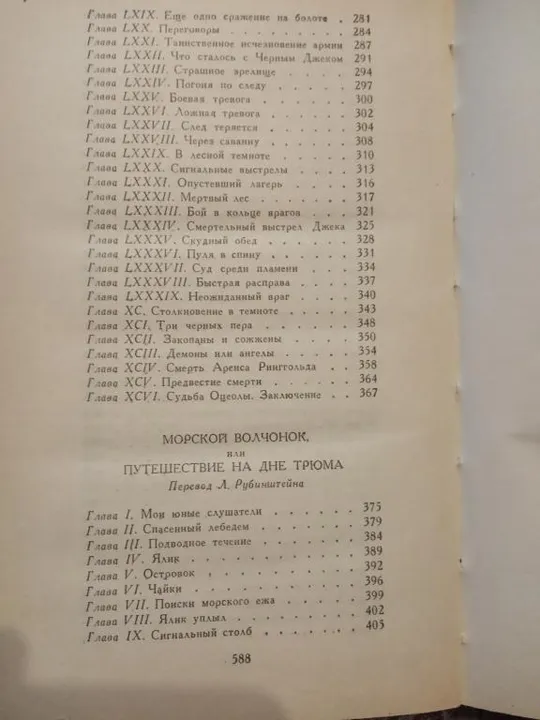 Глава LXIX. Еще одно сражение на болоте . 281
Глава LXX. Переговоры . . . . . . . . 284
Глава LXXI. Таинственное исчезновение армии 287
Глава LXXII. Что сталось с Черным Джеком 291
Глава LXXIII. Страшное зрелище . . . . 294
Глава LXXIV. Погоня по следу . . . . . 297
Глава LXXV. Боевая тревога . . . . . . 300
Глава LXXVI. Ложная тревога . . . . . 302
Глава LXXVII. След теряется . . . . . 304
Глава LXXVIII. Через саванну . . . . . 308
Глава LXXIX. В лесной темноте . . . . 310
Глава LXXX. Сигнальные выстрелы . . . 313
Глава LXXXI. Опустевший лагерь . . . . 316
Глава LXXXII. Мертвый лес . . . . . . 317
Глава LXXXIII. Бой в кольце врагов . . . 321
Глава LXXXIV. Смертельный выстрел Джека 325
Глава LXXXV. Скудный обед . . . . . . 328
Глава LXXXVI. Пуля в спину . . . . . . 331
Глава LXXXVII. Суд среди пламени . . . 334
Глава LXXXVIII. Быстрая расправа . . . 337
Глава LXXXIX. Неожиданный враг . . . 340
Глава XC. Столкновение в темноте . . . . 343
Глава XCI. Три черных пера . . . . . . 348
Глава XCII. Закопаны и сожжены . . . . 350
Глава XCIII. Демоны или ангелы . . . . 354
Глава XCIV. Смерть Аренса Ринггольда . . 358
Глава XCV. Предвестие смерти . . . . . 364
Глава XCVI. Судьба Оцеолы. Заключение . . 367
МОРСКОЙ ВОЛЧОНОК,
или
ПУТЕШЕСТВИЕ НА ДНЕ ТРЮМА
Перевод Л. Рубинштейна
Глава I. Мои юные слушатели . . . . . 375
Глава II. Спасенный лебедем . . . . . . 379
Глава III. Подводное течение . . . . . . 384
Глава IV. Ялик . . . . . . . . . . 389
Глава V. Островок . . . . . . . . . 392
Глава VI. Чайки . . . . . . . . . . 396
Глава VII. Поиски морского ежа . . . . . 399
Глава VIII. Ялик уплыл . . . . . . . 402
Глава IX. Сигнальный столб . . . . . . 405
588